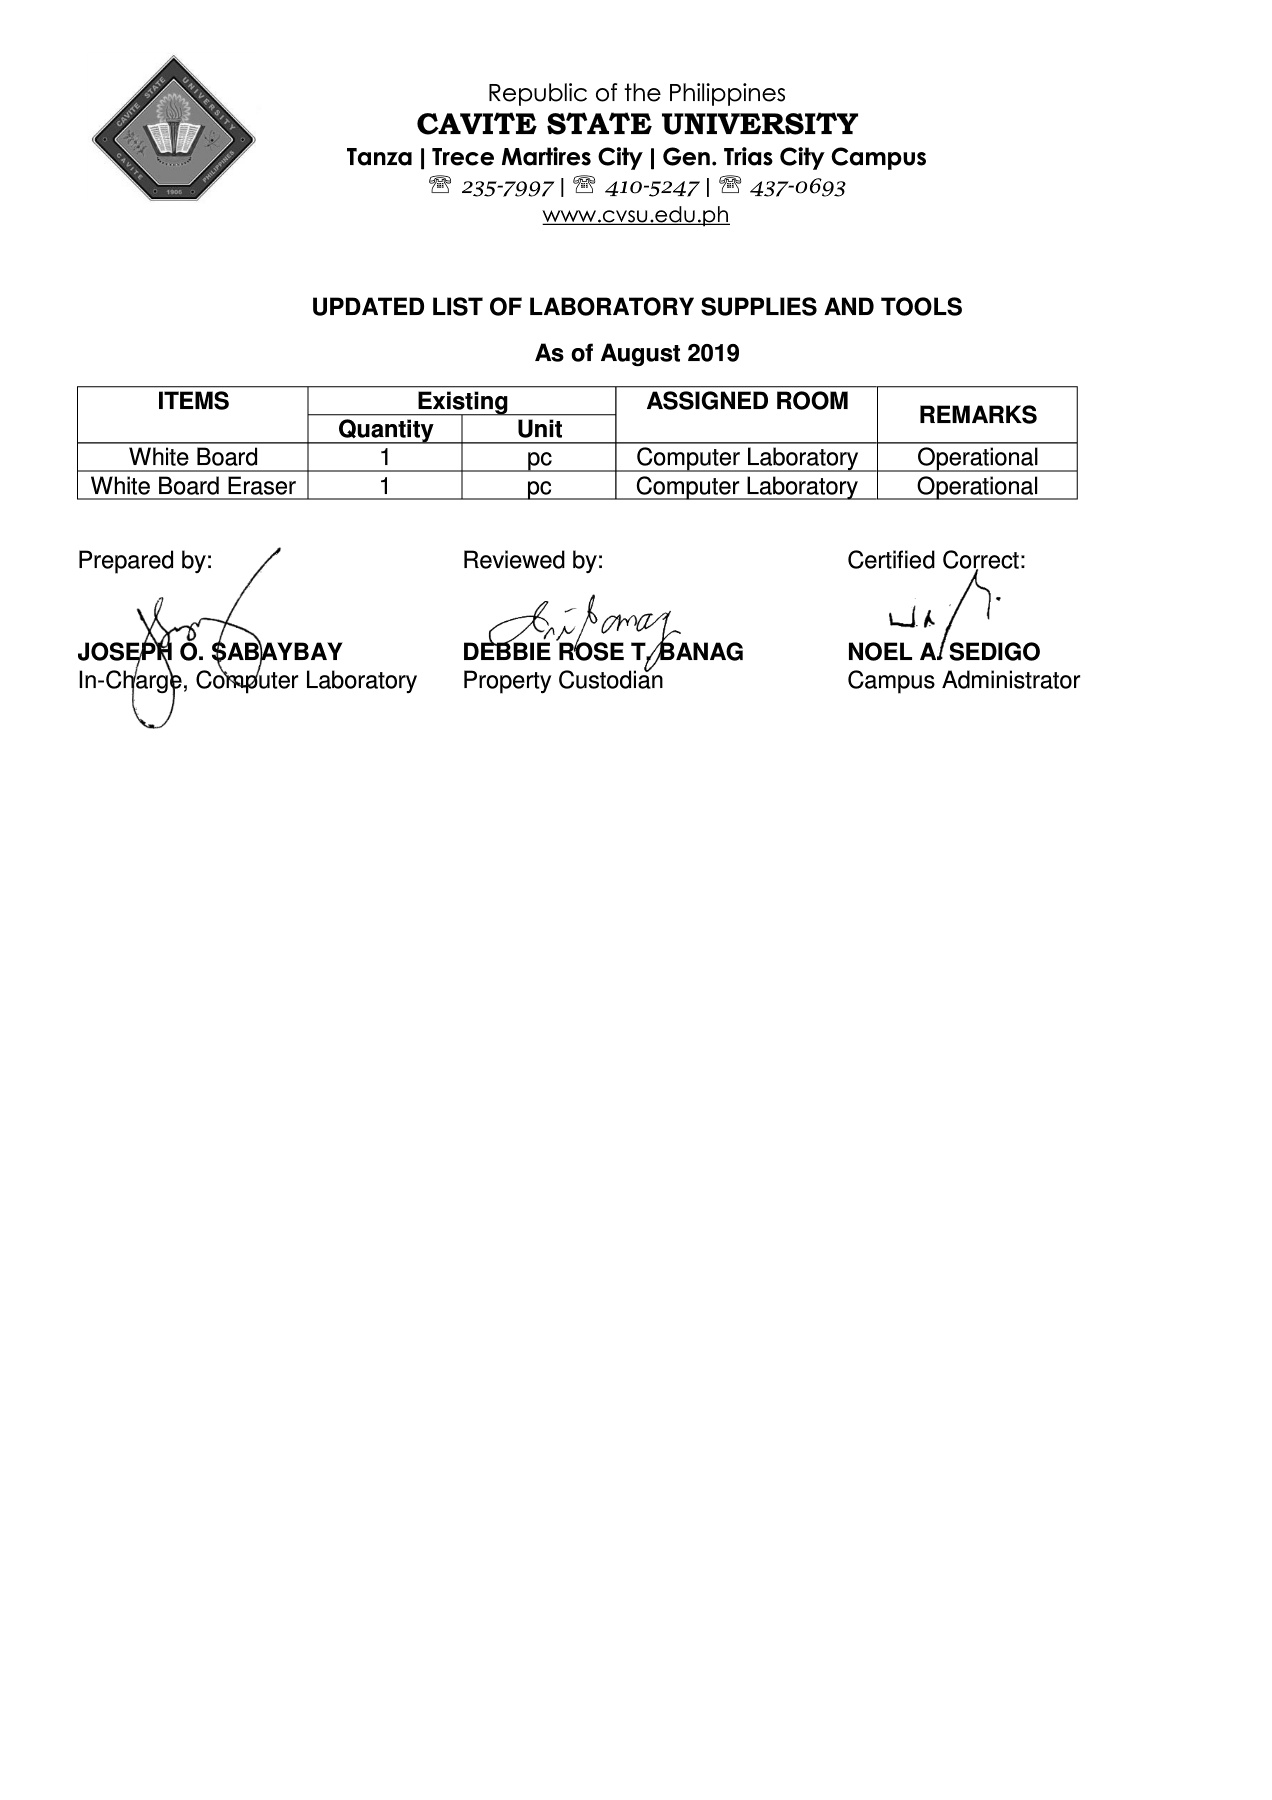 CAVITE STATE UNIVERSITY
CAVITE PHILIPPINES
1906
Republic of the Philippines
CAVITE STATE UNIVERSITY
Tanza | Trece Martires City | Gen. Trias City Campus
☏ 235-7997 | ☏ 410-5247 | ☏ 437-0693
www.cvsu.edu.ph
UPDATED LIST OF LABORATORY SUPPLIES AND TOOLS
As of August 2019
ITEMS Existing ASSIGNED ROOM REMARKS
Quantity Unit
White Board 1 pc Computer Laboratory Operational
White Board Eraser 1 pc Computer Laboratory Operational
Prepared by: Reviewed by: Certified Correct:
JOSEPH O. SABAYBAY DEBBIE ROSE T. BANAG NOEL A. SEDIGO
In-Charge, Computer Laboratory Property Custodian Campus Administrator